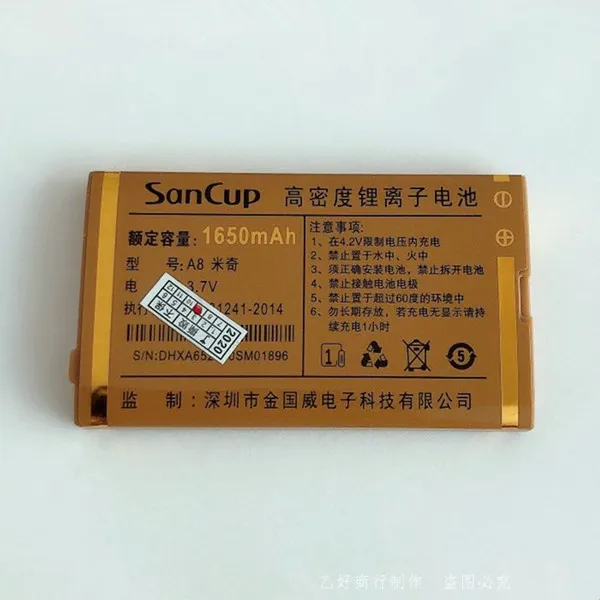 SanCup 高密度锂离子电池
额定容量: 1650mAh
型 号: A8 米奇
电
3.7V
执行
1241-2014
S/N:DHXA65
SM01896
2020
注意事项:
1、在4.2V限制电压内充电
2、禁止置于水中、火中
3、须正确安装电池，禁止拆开电池
4、禁止接触电池电极
5、禁止置于超过60度的环境中
6、勿长期存放，若充电无显示请持
续充电1小时
1
5
监 制: 深圳市金国威电子科技有限公司
乙好商行制作 盗图必究